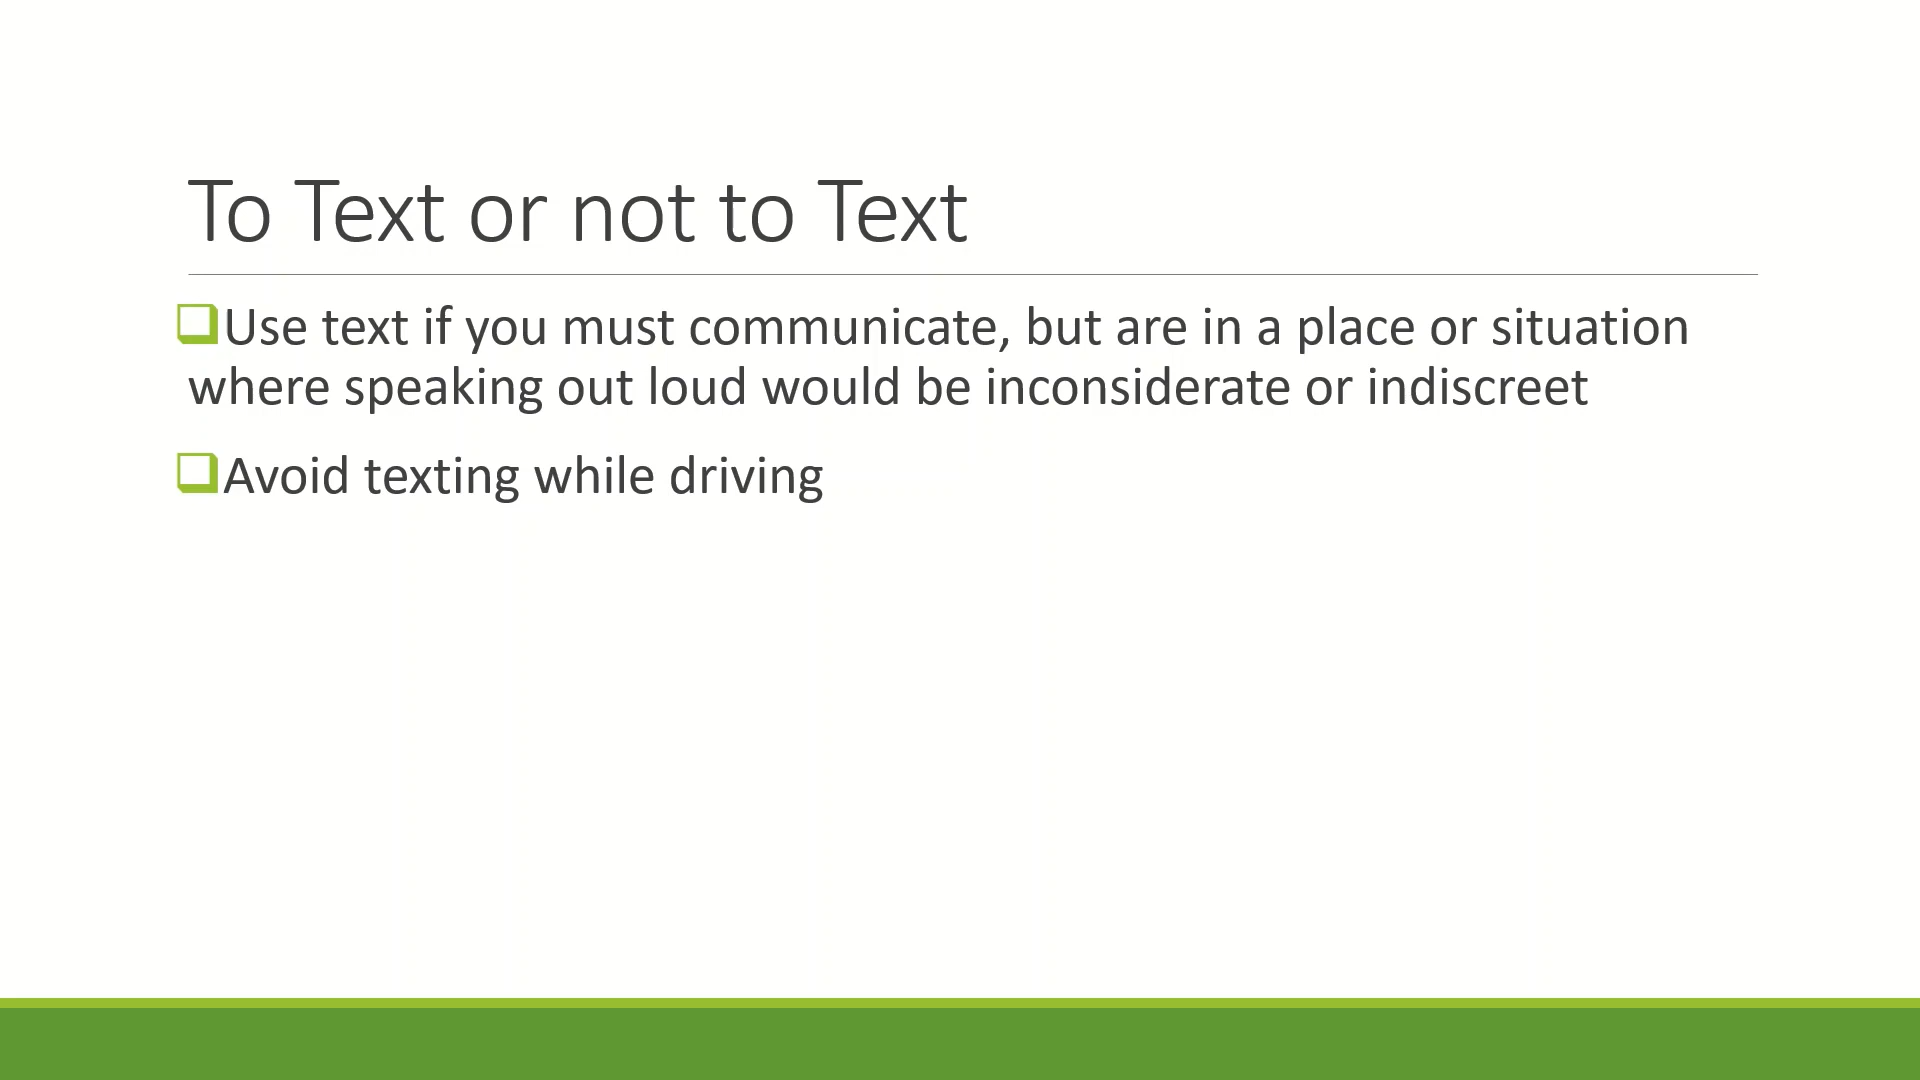 To Text or not to Text
Use text if you must communicate, but are in a place or situation
where speaking out loud would be inconsiderate or indiscreet
Avoid texting while driving